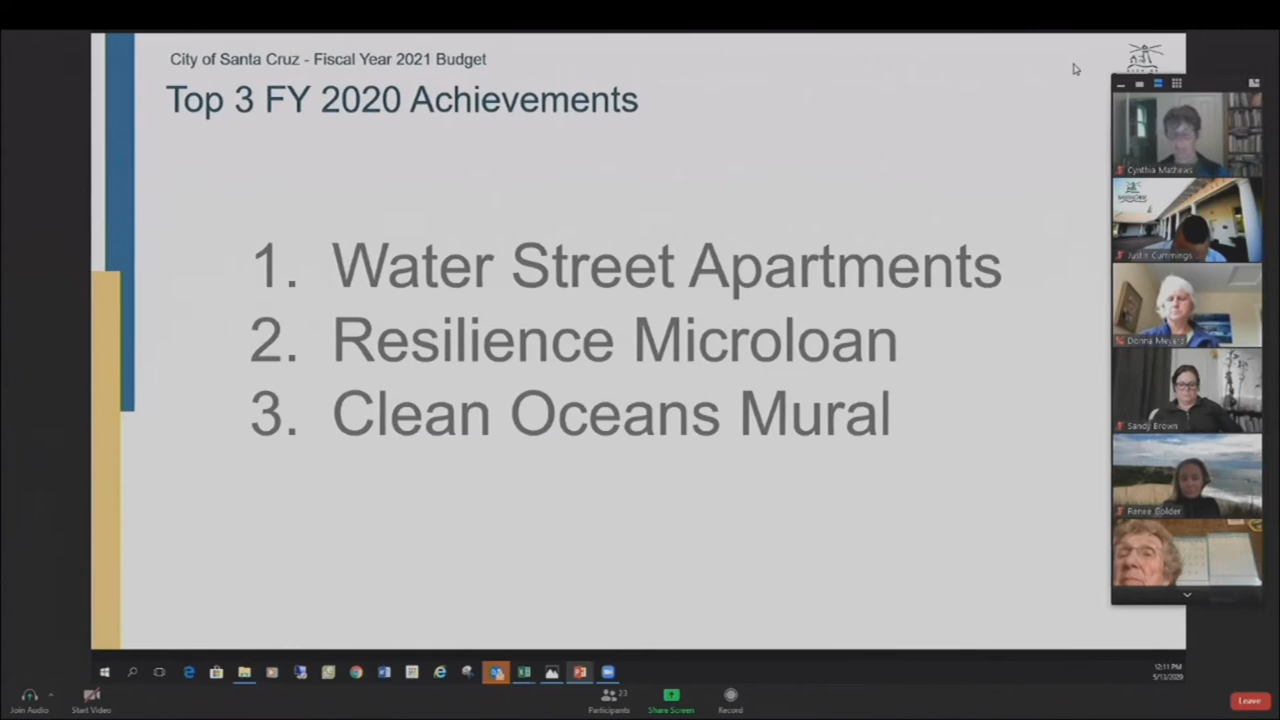 City of Santa Cruz - Fiscal Year 2021 Budget
Top 3 FY 2020 Achievements
1. Water Street Apartments
2. Resilience Microloan
3. Clean Oceans Mural
Cynthia Mathews
Justin Cummings
Donna Meyers
Sandy Brown
Renee Golder
12:11 PM
5/13/2020
Join Audio
Start Video
23
Participants
Share Screen
Record
Leave